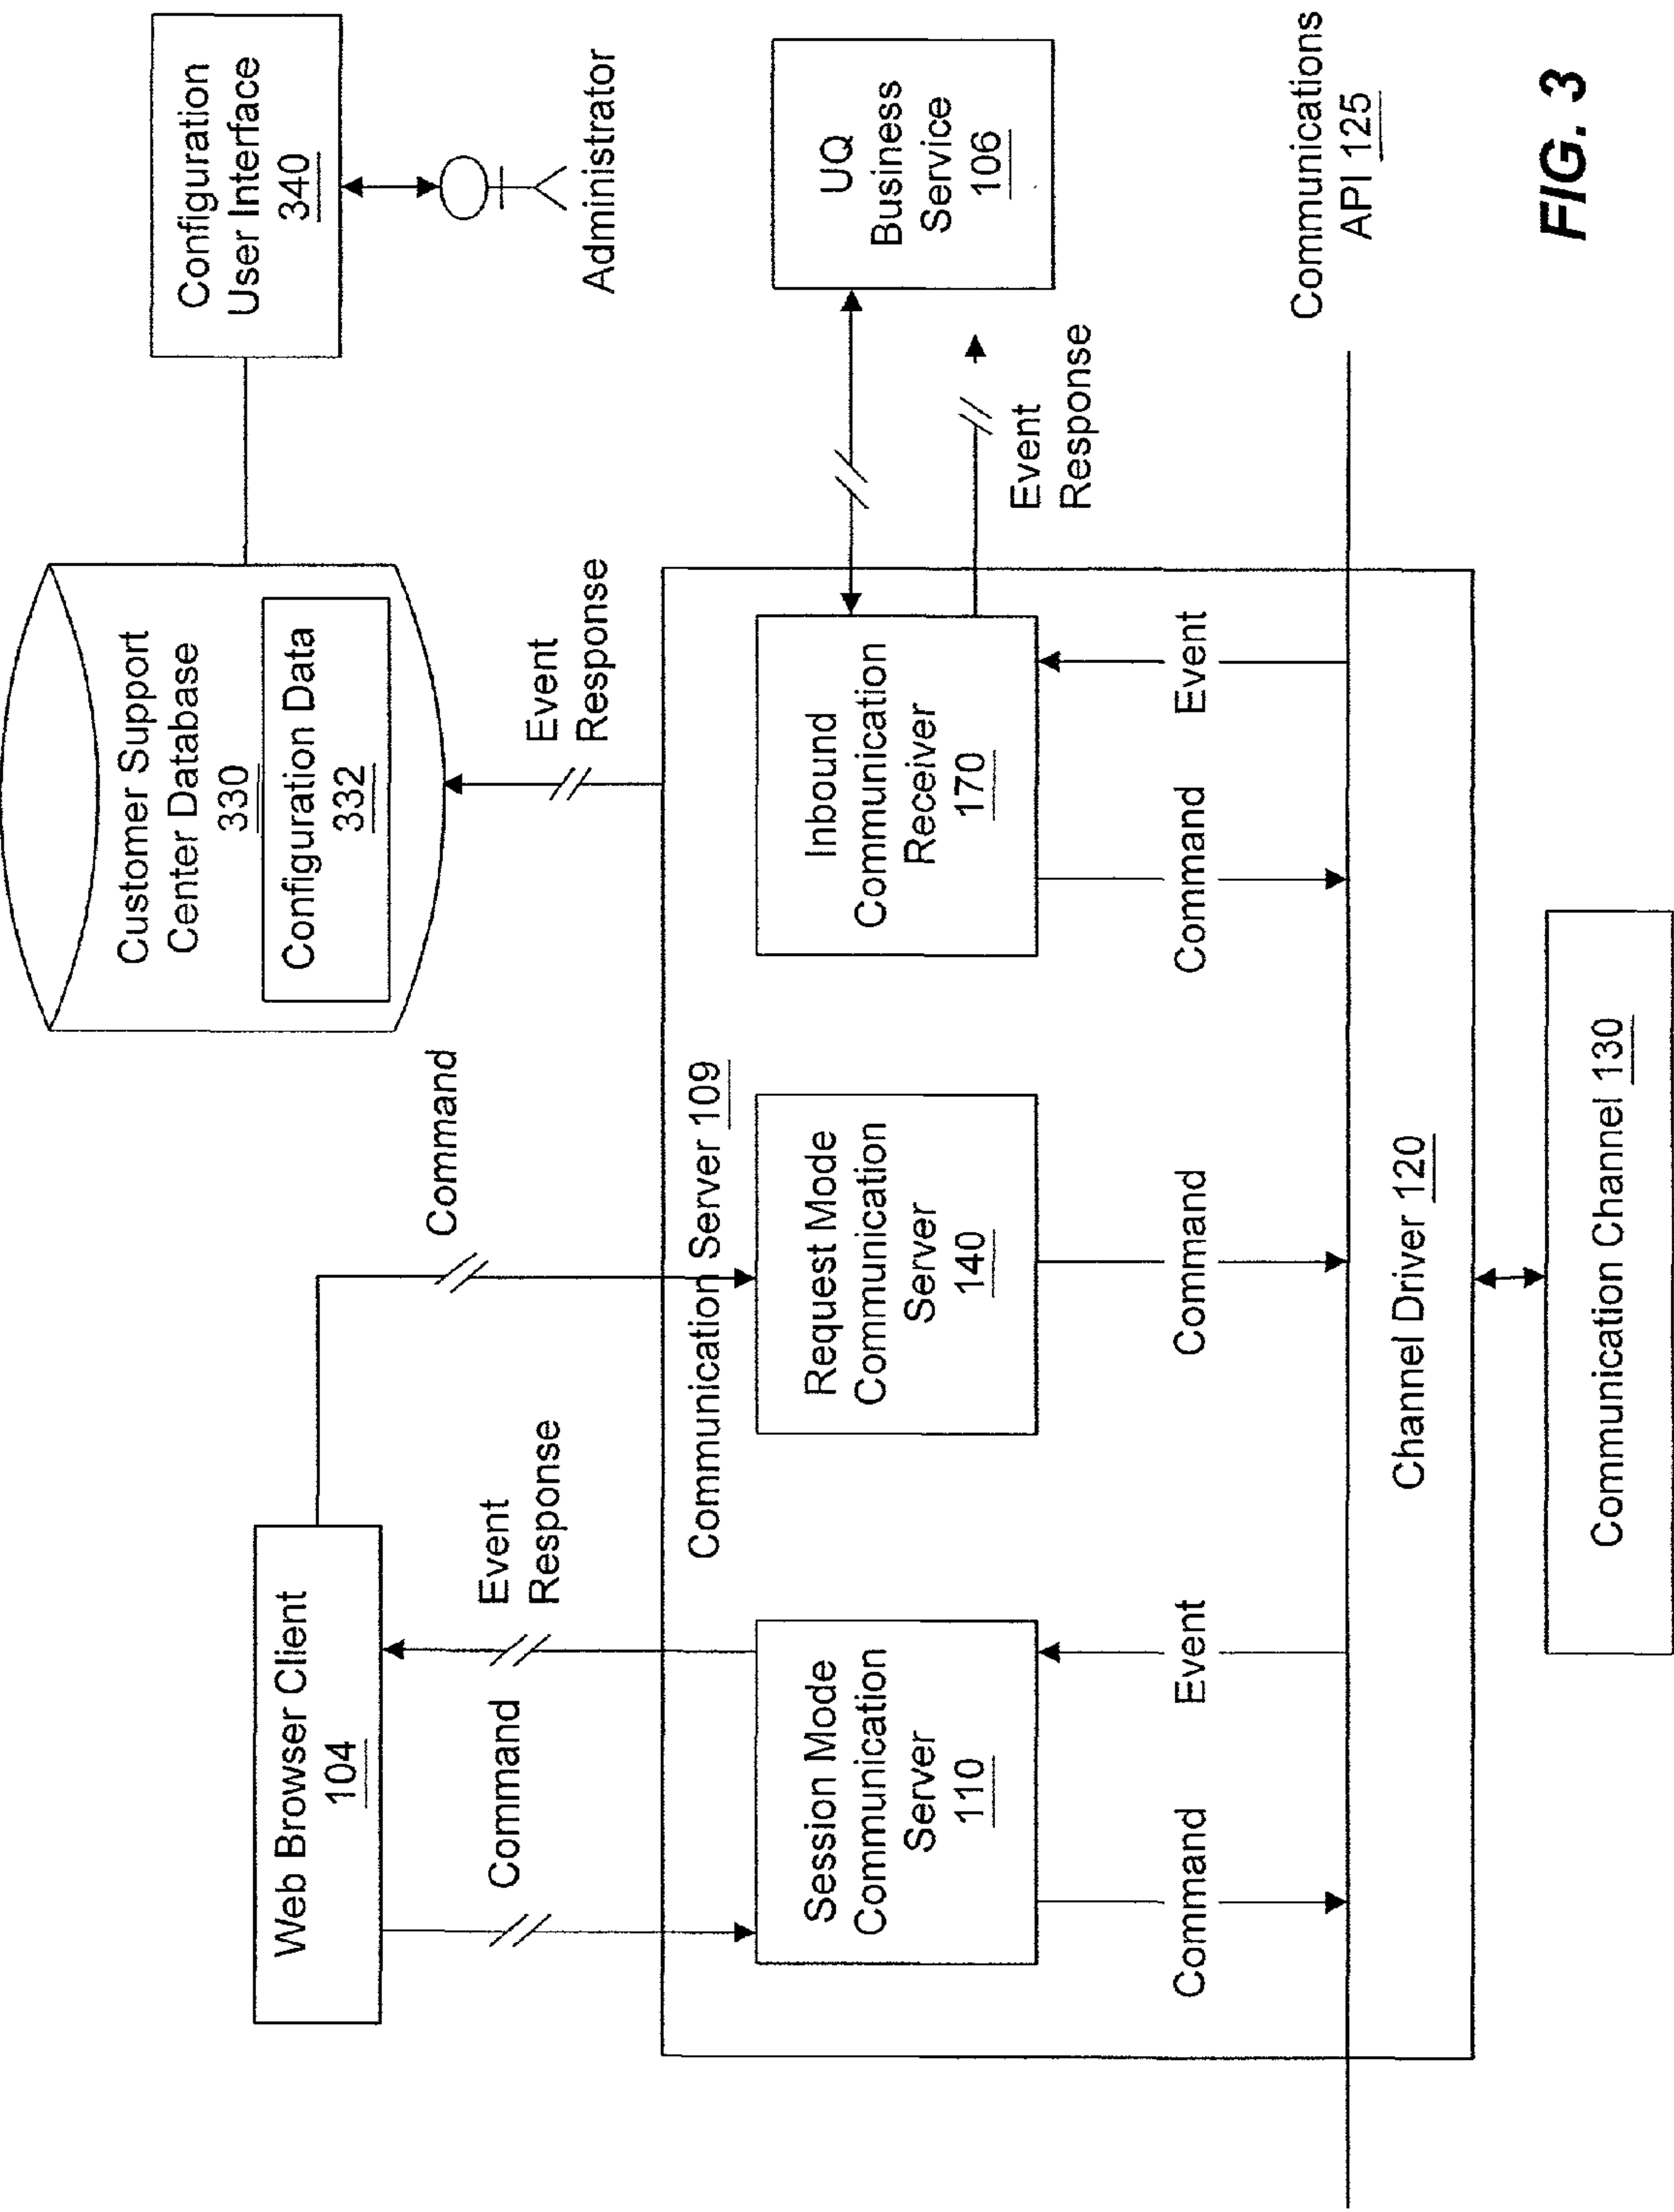 Customer Support
Center Database
330
Configuration Data
332
Configuration
User Interface
340
Administrator
Web Browser Client
104
Command
Event
Response
Command
Event
Response
Communication Server 109
Session Mode
Communication
Server
110
Request Mode
Communication
Server
140
Inbound
Communication
Receiver
170
UQ
Business
Service
106
Event
Response
Command
Event
Command
Command
Event
Communications
API 125
Channel Driver 120
Communication Channel 130
FIG. 3